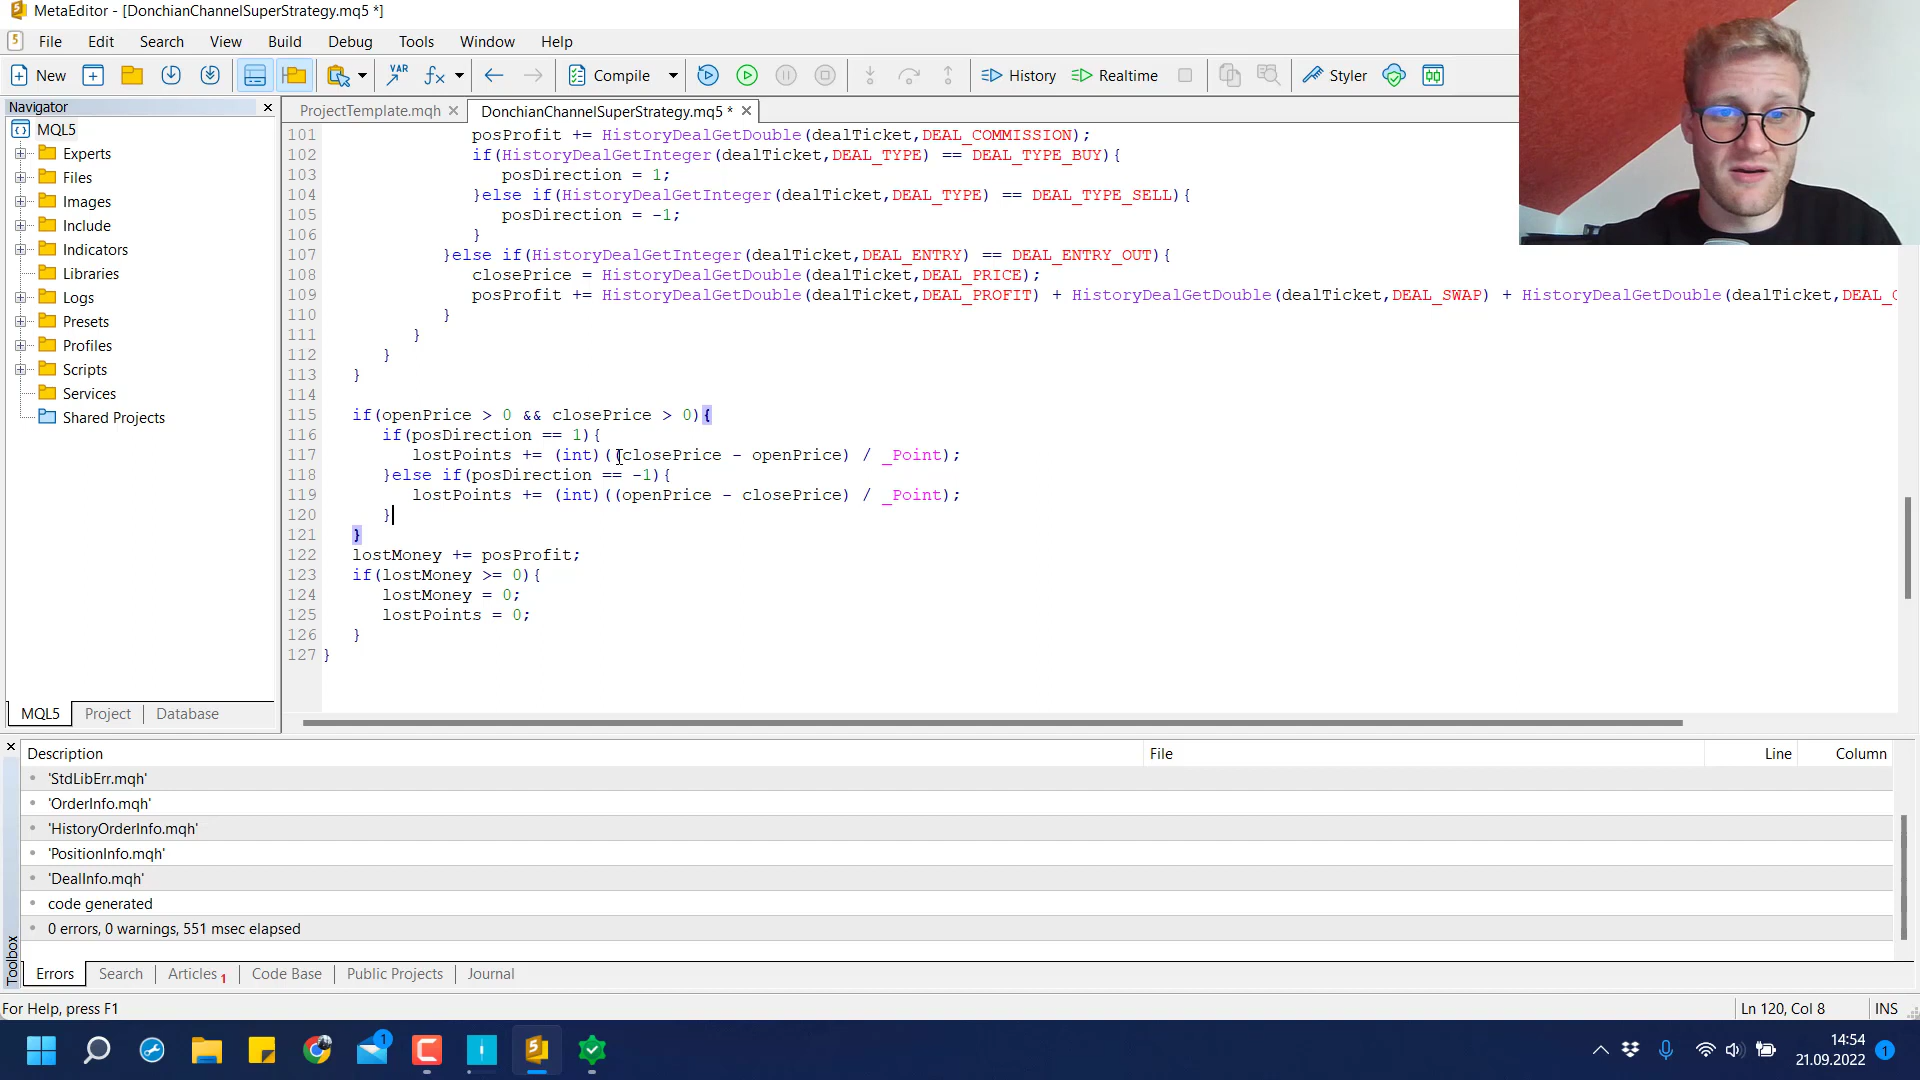 MetaEditor - [DonchianChannelSuperStrategy.mq5 *]
5 File Edit Search View Build Debug Tools Window Help
New VAR Compile History Realtime Styler
Navigator
ProjectTemplate.mqh
DonchianChannelSuperStrategy.mq5 *
MQL5
Experts
Files
Images
Include
Indicators
Libraries
Logs
Presets
Profiles
Scripts
Services
Shared Projects
MQL5 Project Database
101 posProfit += HistoryDealGetDouble(dealTicket,DEAL_COMMISSION);
102 if(HistoryDealGetInteger(dealTicket,DEAL_TYPE) == DEAL_TYPE_BUY){
103 posDirection = 1;
104 }else if(HistoryDealGetInteger(dealTicket,DEAL_TYPE) == DEAL_TYPE_SELL){
105 posDirection = -1;
106 }
107 }else if(HistoryDealGetInteger(dealTicket,DEAL_ENTRY) == DEAL_ENTRY_OUT){
108 closePrice = HistoryDealGetDouble(dealTicket,DEAL_PRICE);
109 posProfit += HistoryDealGetDouble(dealTicket,DEAL_PROFIT) + HistoryDealGetDouble(dealTicket,DEAL_SWAP) + HistoryDealGetDouble(dealTicket,DEAL_C
110 }
111 }
112 }
113 }
114
115 if(openPrice > 0 && closePrice > 0){
116 if(posDirection == 1){
117 lostPoints += (int)((closePrice - openPrice) / _Point);
118 }else if(posDirection == -1){
119 lostPoints += (int)((openPrice - closePrice) / _Point);
120 }
121 }
122 lostMoney += posProfit;
123 if(lostMoney >= 0){
124 lostMoney = 0;
125 lostPoints = 0;
126 }
127 }
Description File Line Column
'StdLibErr.mqh'
'OrderInfo.mqh'
'HistoryOrderInfo.mqh'
'PositionInfo.mqh'
'DealInfo.mqh'
code generated
0 errors, 0 warnings, 551 msec elapsed
Toolbox
Errors Search Articles 1 Code Base Public Projects Journal
For Help, press F1 Ln 120, Col 8 INS
1
14:54
21.09.2022
1